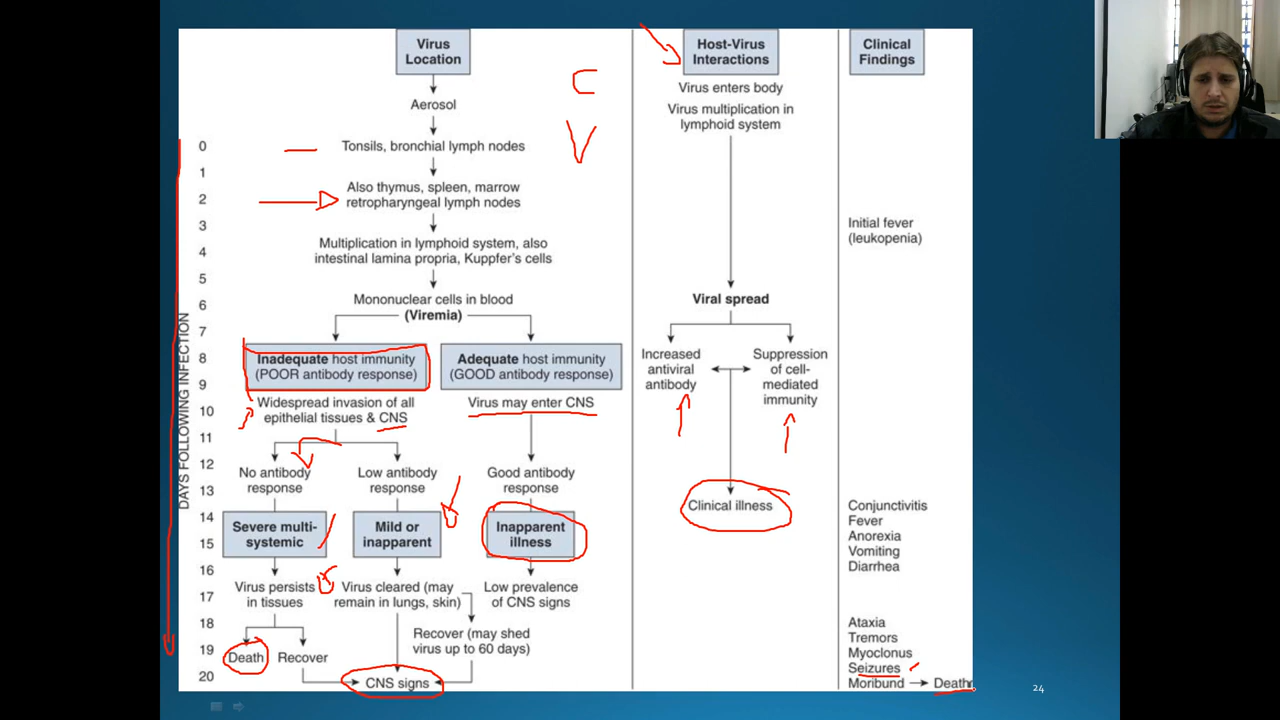 Virus
Location
Aerosol
Tonsils, bronchial lymph nodes
Also thymus, spleen, marrow
retropharyngeal lymph nodes
Multiplication in lymphoid system, also
intestinal lamina propria, Kuppfer's cells
Mononuclear cells in blood
(Viremia)
Inadequate host immunity
(POOR antibody response)
Adequate host immunity
(GOOD antibody response)
Widespread invasion of all
epithelial tissues & CNS
Virus may enter CNS
No antibody
response
Low antibody
response
Good antibody
response
Severe multi-
systemic
Mild or
inapparent
Inapparent
illness
Virus persists
in tissues
Virus cleared (may
remain in lungs, skin)
Low prevalence
of CNS signs
Recover (may shed
virus up to 60 days)
Death
Recover
CNS signs
DAYS FOLLOWING INFECTION
0
1
2
3
4
5
6
7
8
9
10
11
12
13
14
15
16
17
18
19
20
C
V
Host-Virus
Interactions
Virus enters body
Virus multiplication in
lymphoid system
Viral spread
Increased
antiviral
antibody
Suppression
of cell-
mediated
immunity
Clinical illness
Clinical
Findings
Initial fever
(leukopenia)
Conjunctivitis
Fever
Anorexia
Vomiting
Diarrhea
Ataxia
Tremors
Myoclonus
Seizures
Moribund → Death
24